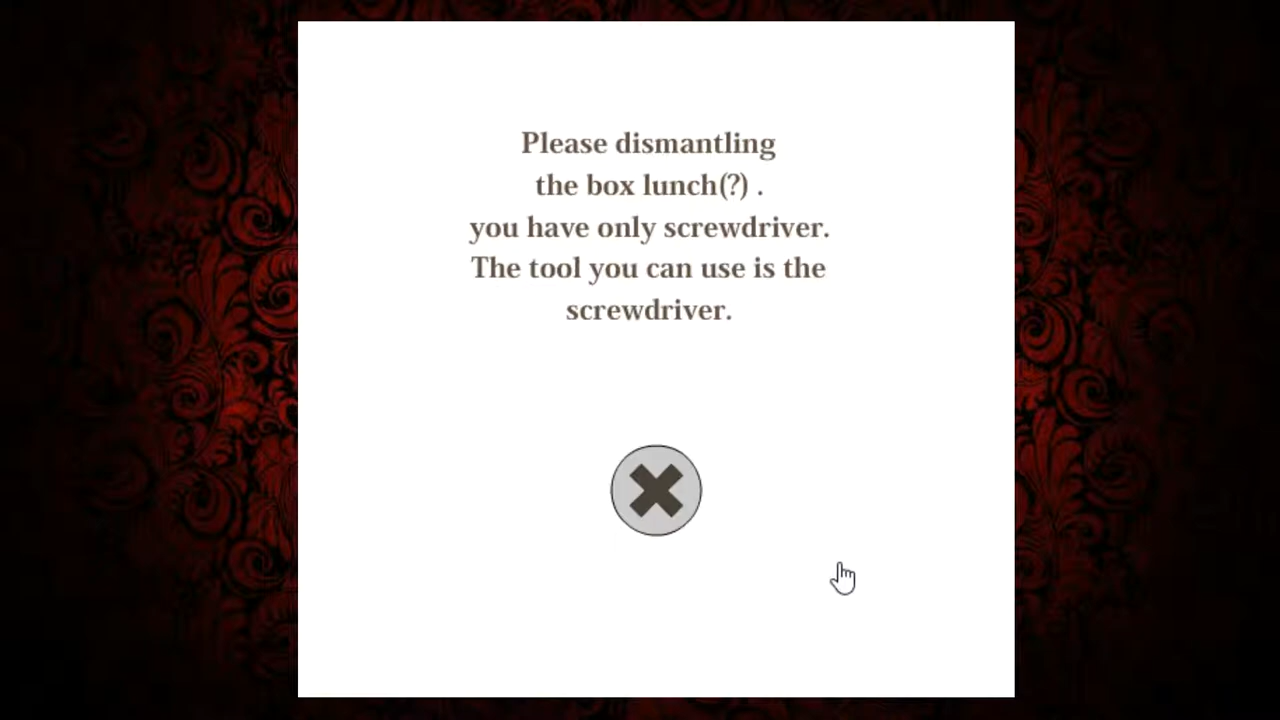 Please dismantling
the box lunch(?) .
you have only screwdriver.
The tool you can use is the
screwdriver.